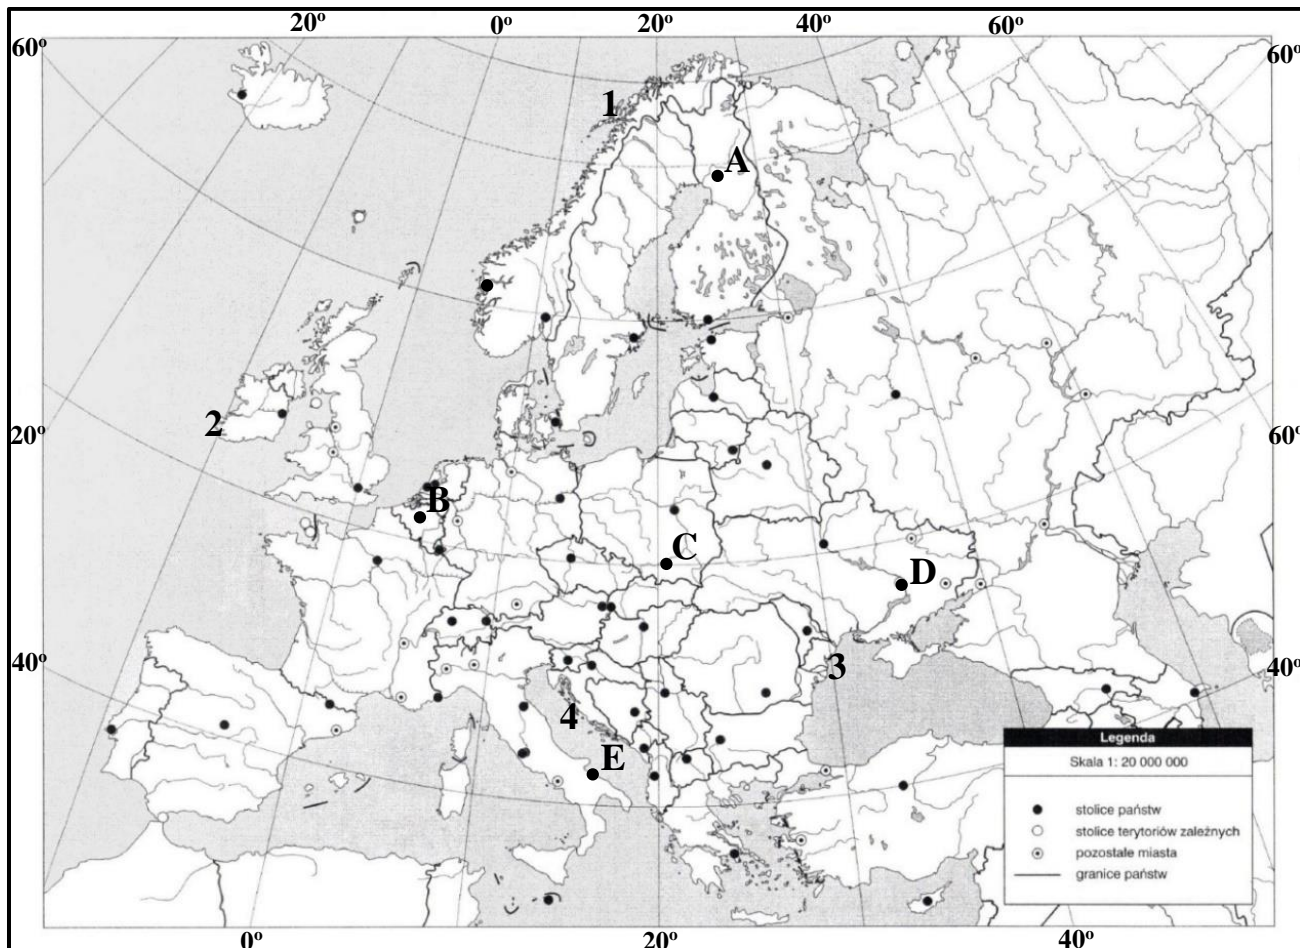 20º 0º 20º 40º 60º
60º 60º
1
A
2
20º 60º
B
C
D
3
40º 40º
4
E
Legenda
Skala 1: 20 000 000
stolice państw
stolice terytoriów zależnych
pozostałe miasta
granice państw
0º 20º 40º